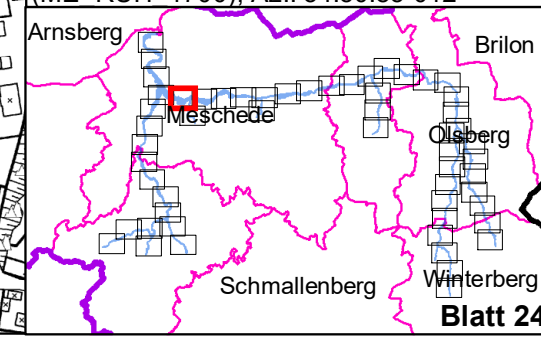 Arnsberg
Brilon
Meschede
Olsberg
Schmallenberg
Winterberg
Blatt 24